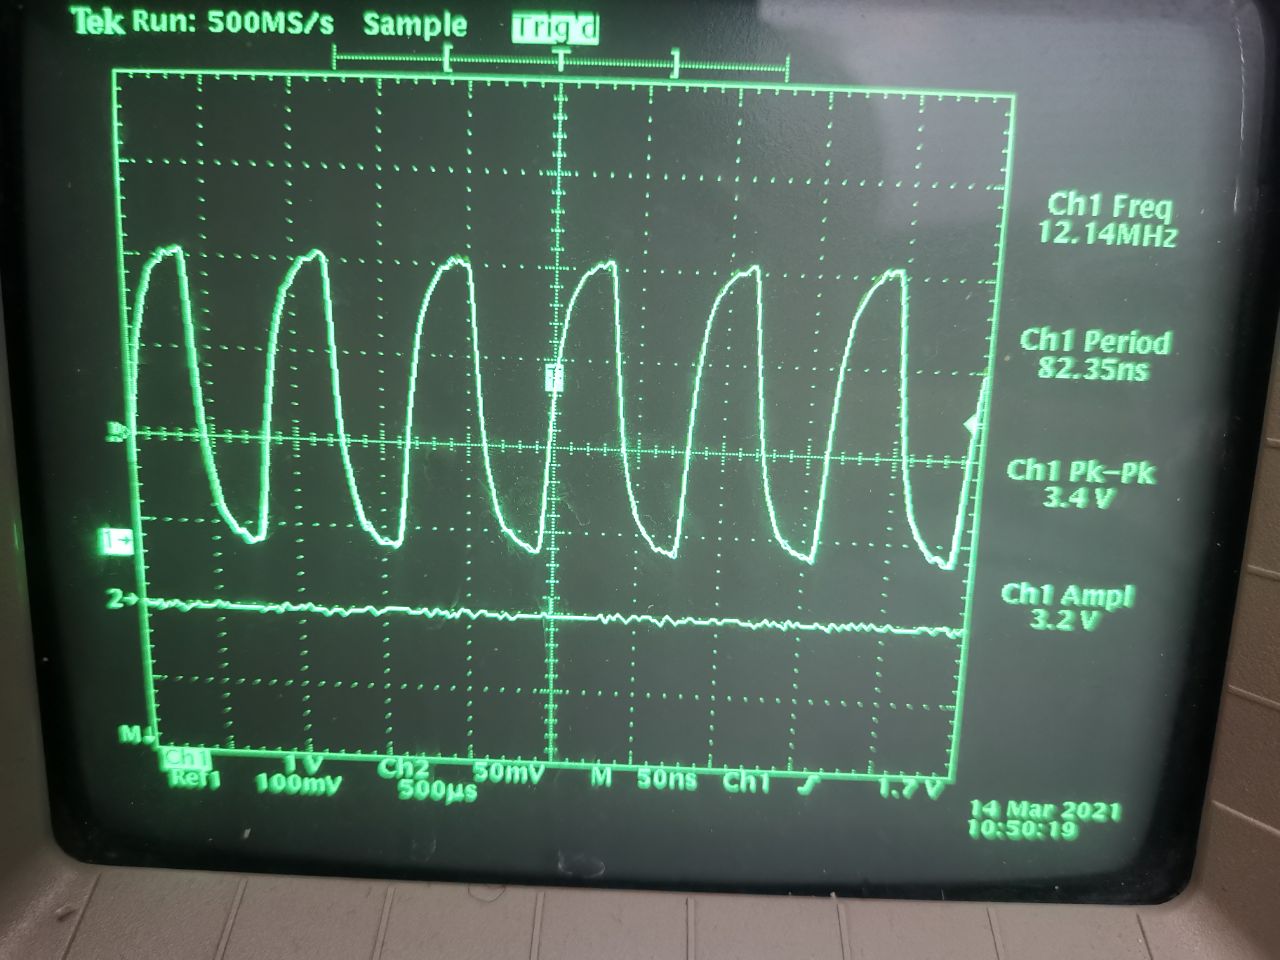 Tek Run: 500MS/s Sample Trig'd
T
Ch1 Freq
12.14MHz
Ch1 Period
82.35ns
T
Ch1 Pk-Pk
3.4 V
1→
2→
Ch1 Ampl
3.2 V
M↓
Ch1 1 V Ch2 50mV M 50ns Ch1 1.7 V
Ref1 100mV 500µs
14 Mar 2021
10:50:19